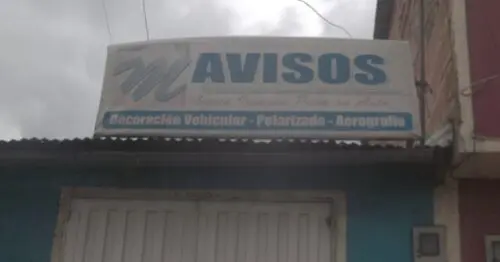 M AVISOS
Decoración Vehicular - Polarizado - Aerografía